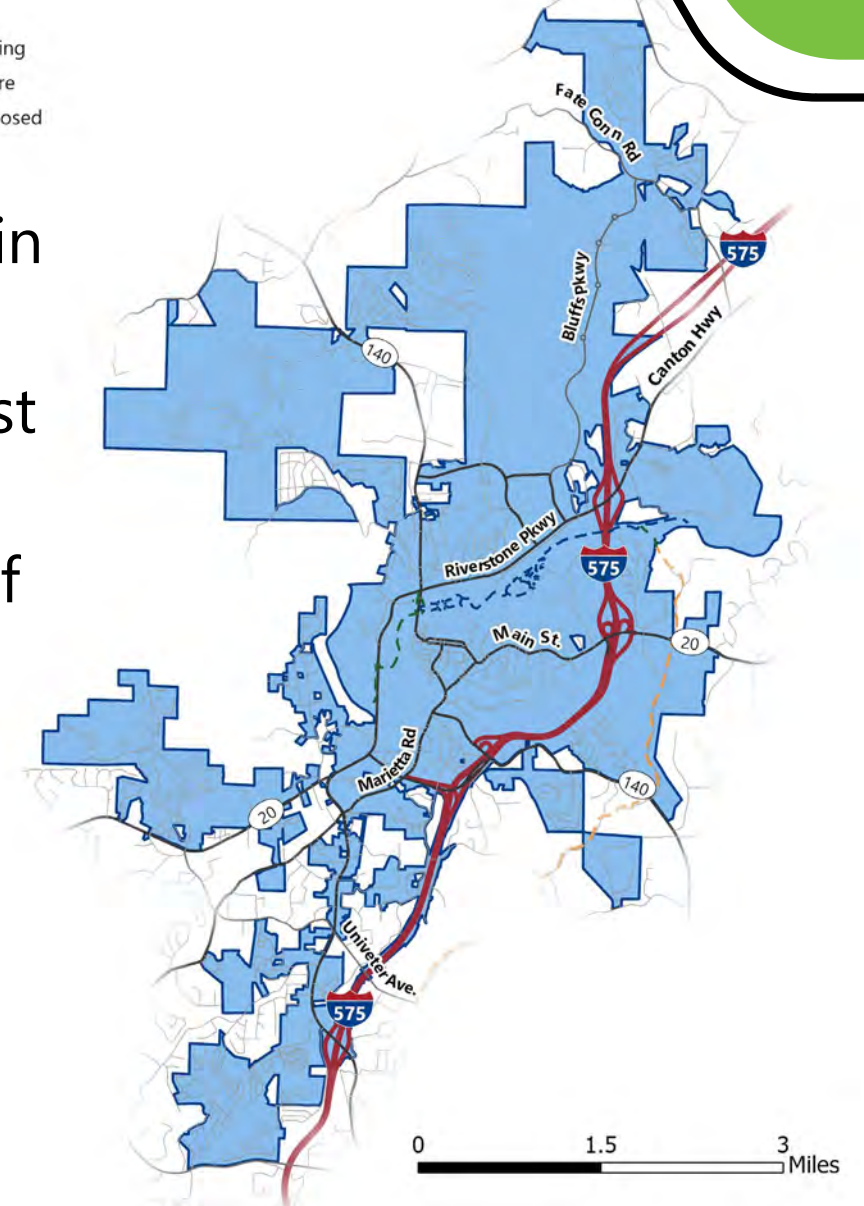 ing
re
osed
in
st
f
Fate Conn Rd
575
Bluffs Pkwy
Canton Hwy
140
Riverstone Pkwy
575
Main St.
20
Marietta Rd
140
20
Univeter Ave.
575
0 1.5 3
Miles